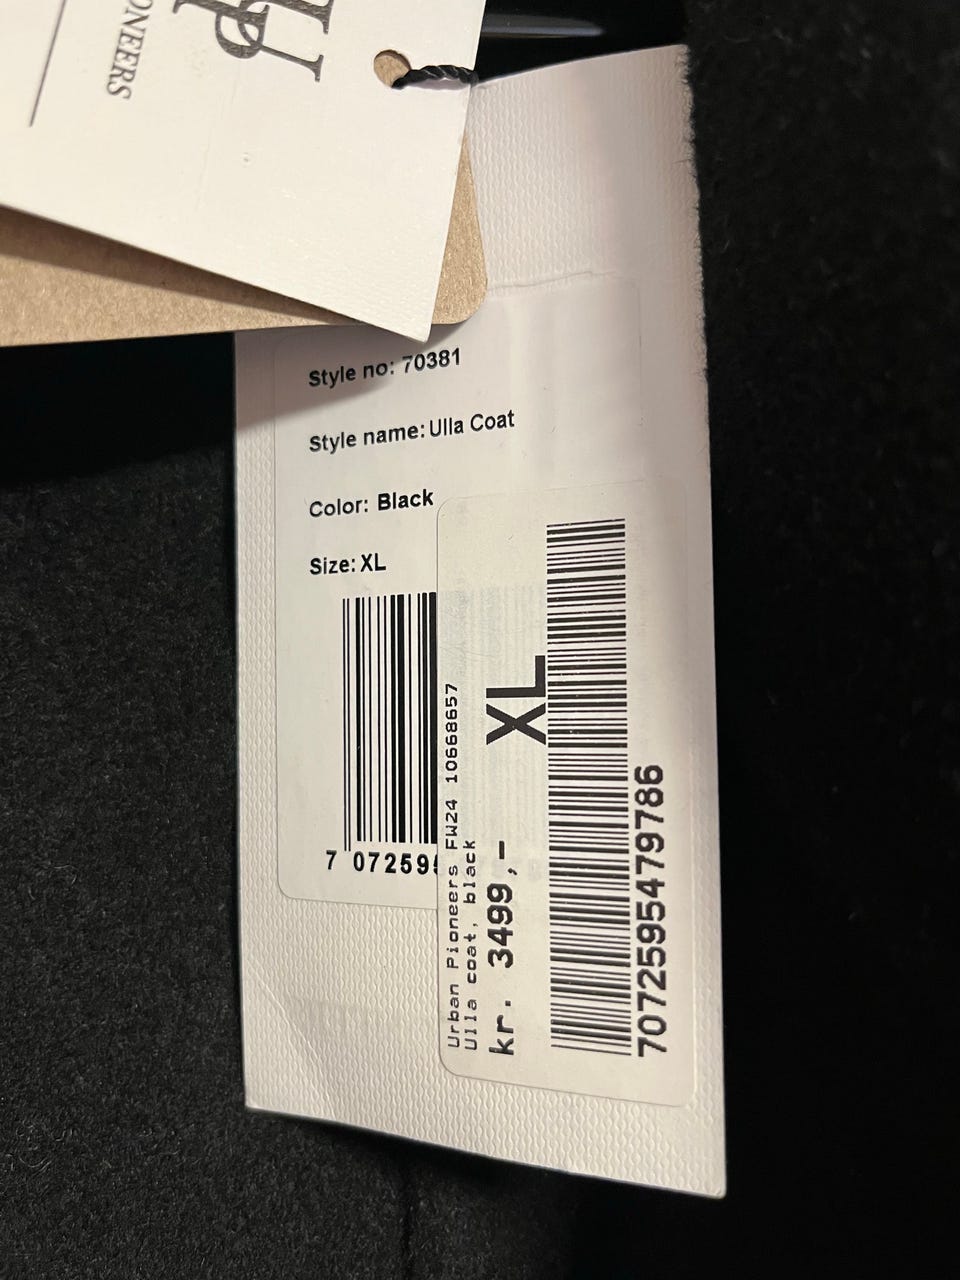 UP
ONEERS
Style no: 70381
Style name: Ulla Coat
Color: Black
Size: XL
7 072595
Urban Pioneers FW24 10668657
Ulla coat, black
kr. 3499,-
XL
7072595479786